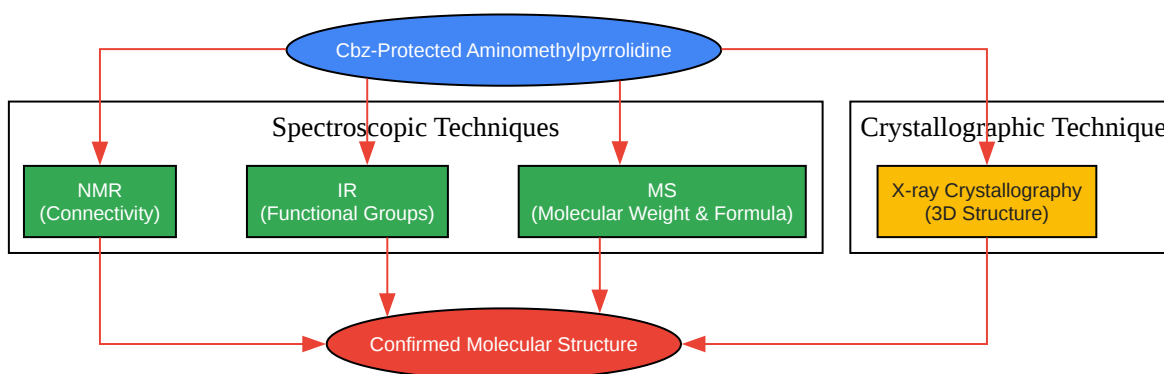 Cbz-Protected Aminomethylpyrrolidine
Spectroscopic Techniques
Crystallographic Technique
NMR
(Connectivity)
IR
(Functional Groups)
MS
(Molecular Weight & Formula)
X-ray Crystallography
(3D Structure)
Confirmed Molecular Structure